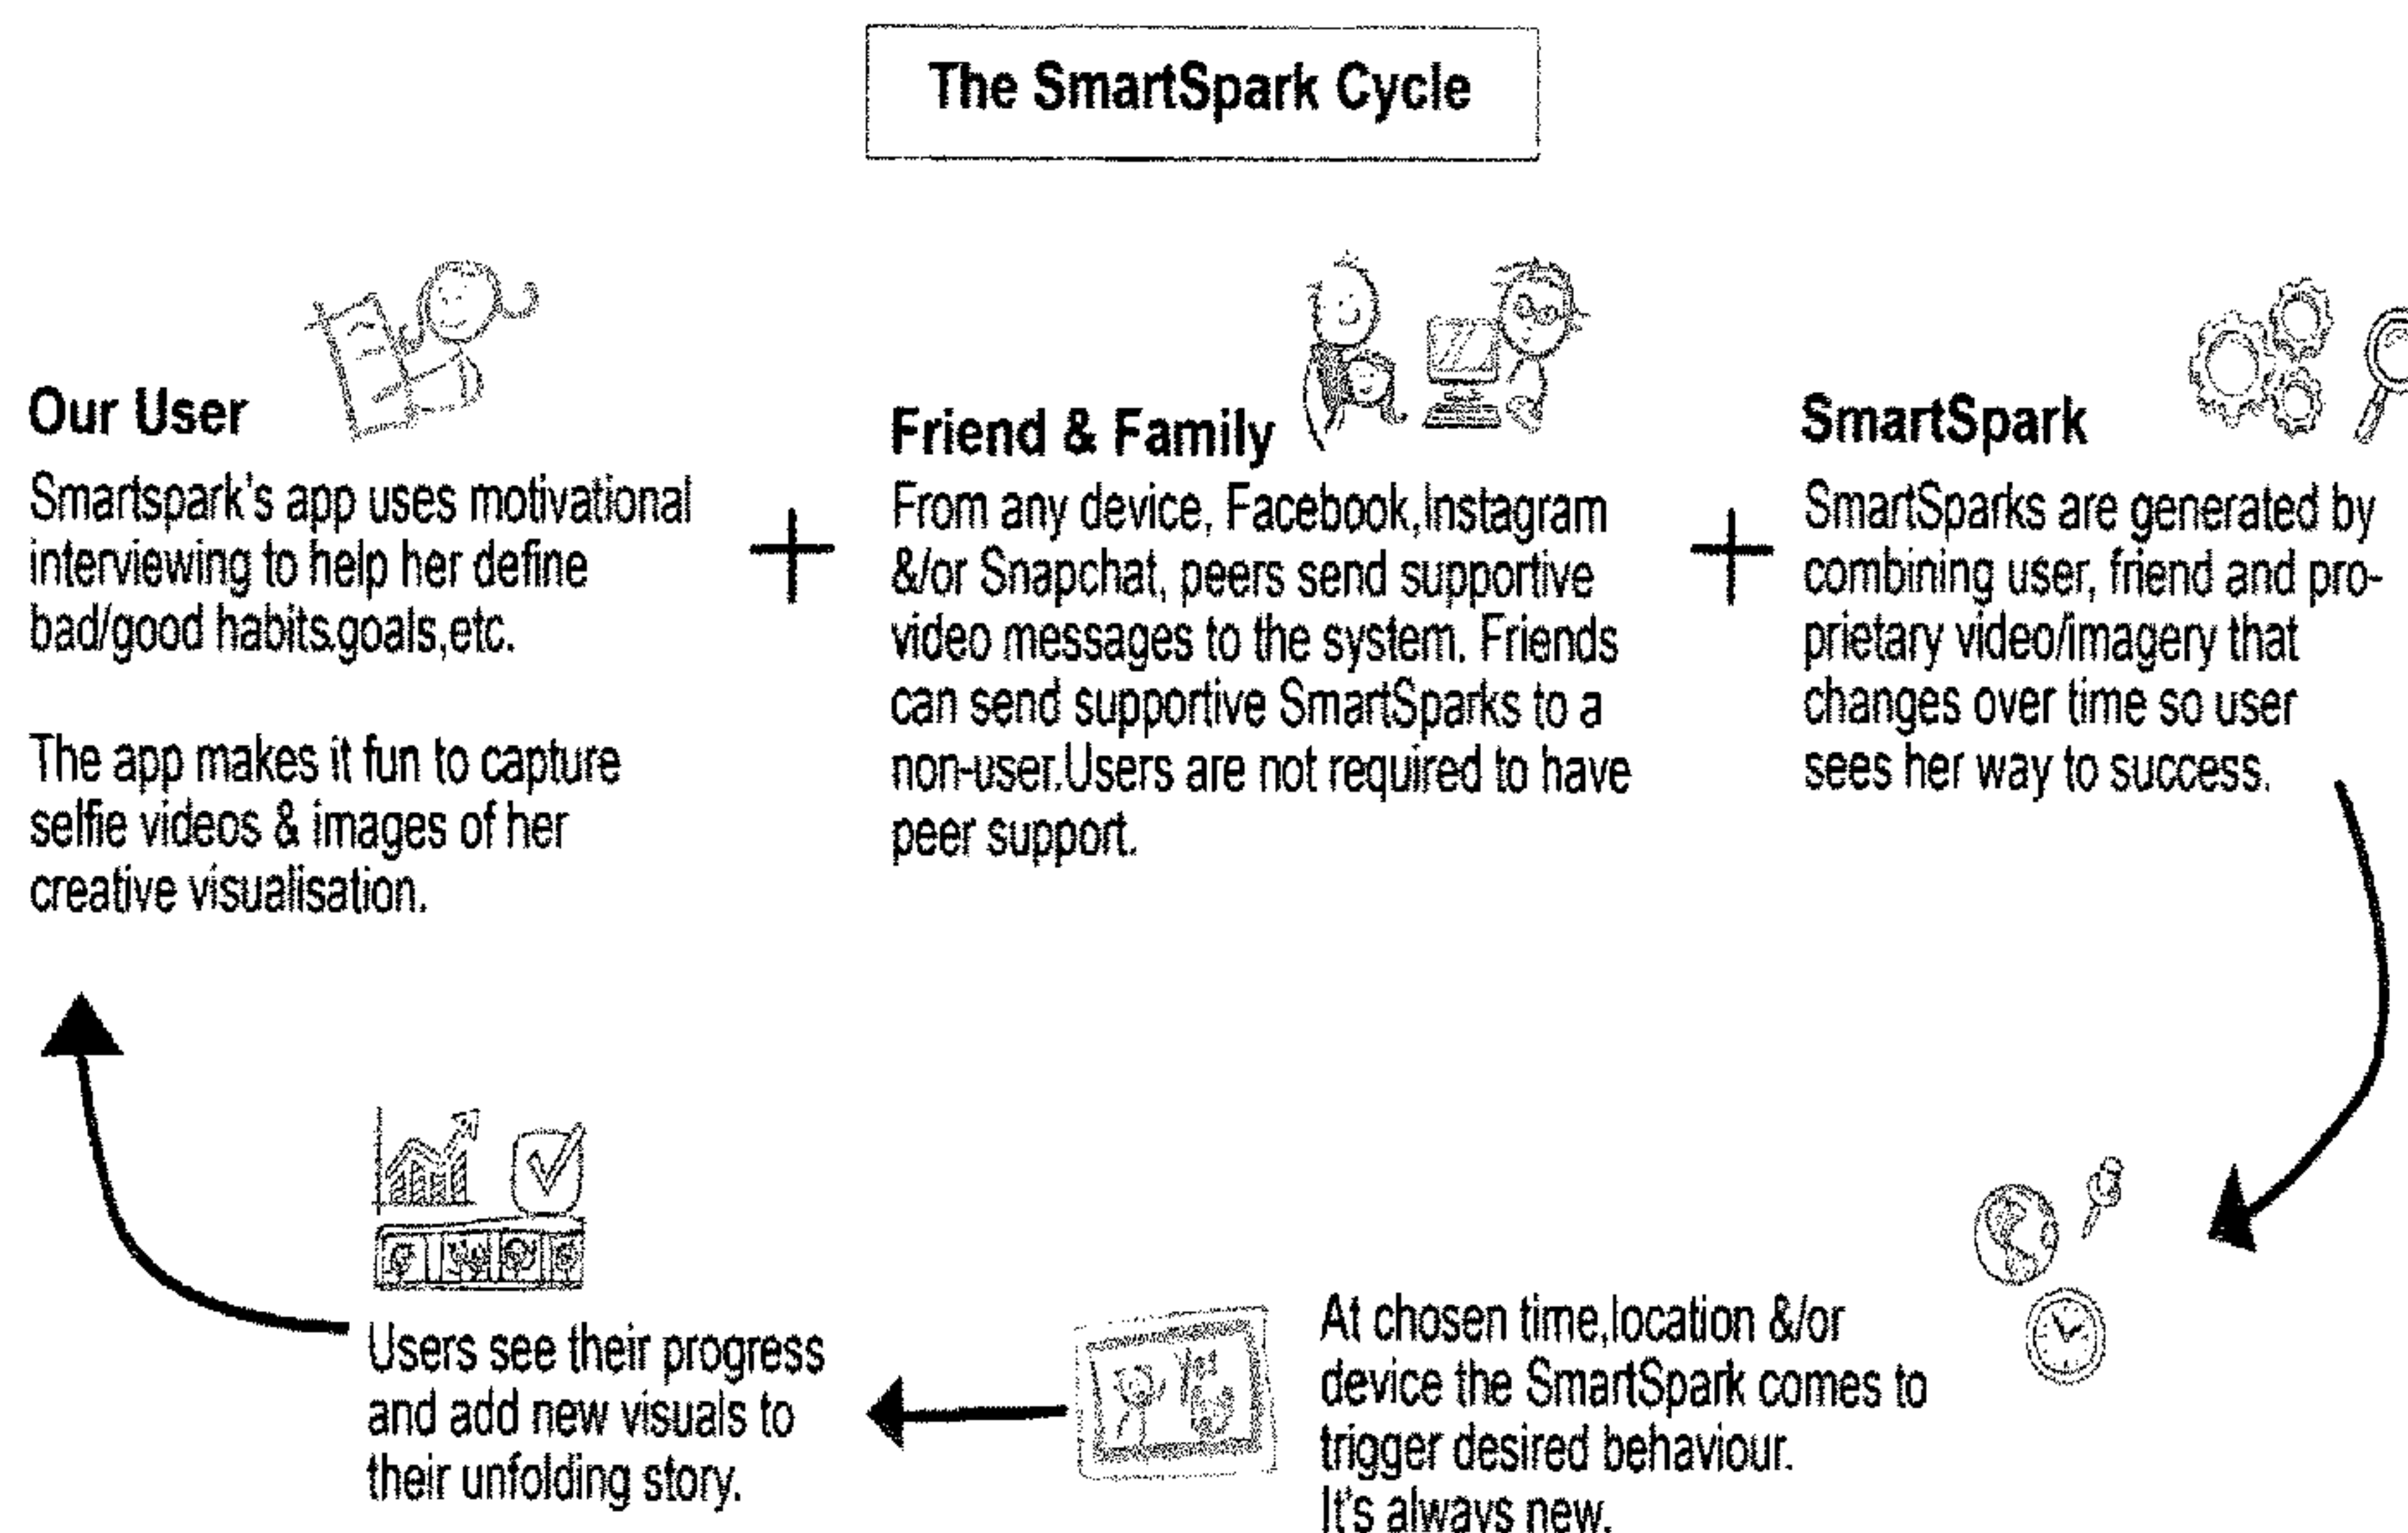 The SmartSpark Cycle
Our User
Smartspark's app uses motivational
interviewing to help her define
bad/good habits.goals,etc.
The app makes it fun to capture
selfie videos & images of her
creative visualisation.
Friend & Family
From any device, Facebook,Instagram
&/or Snapchat, peers send supportive
video messages to the system. Friends
can send supportive SmartSparks to a
non-user.Users are not required to have
peer support.
SmartSpark
SmartSparks are generated by
combining user, friend and pro-
prietary video/imagery that
changes over time so user
sees her way to success.
At chosen time,location &/or
device the SmartSpark comes to
trigger desired behaviour.
It's always new.
Users see their progress
and add new visuals to
their unfolding story.